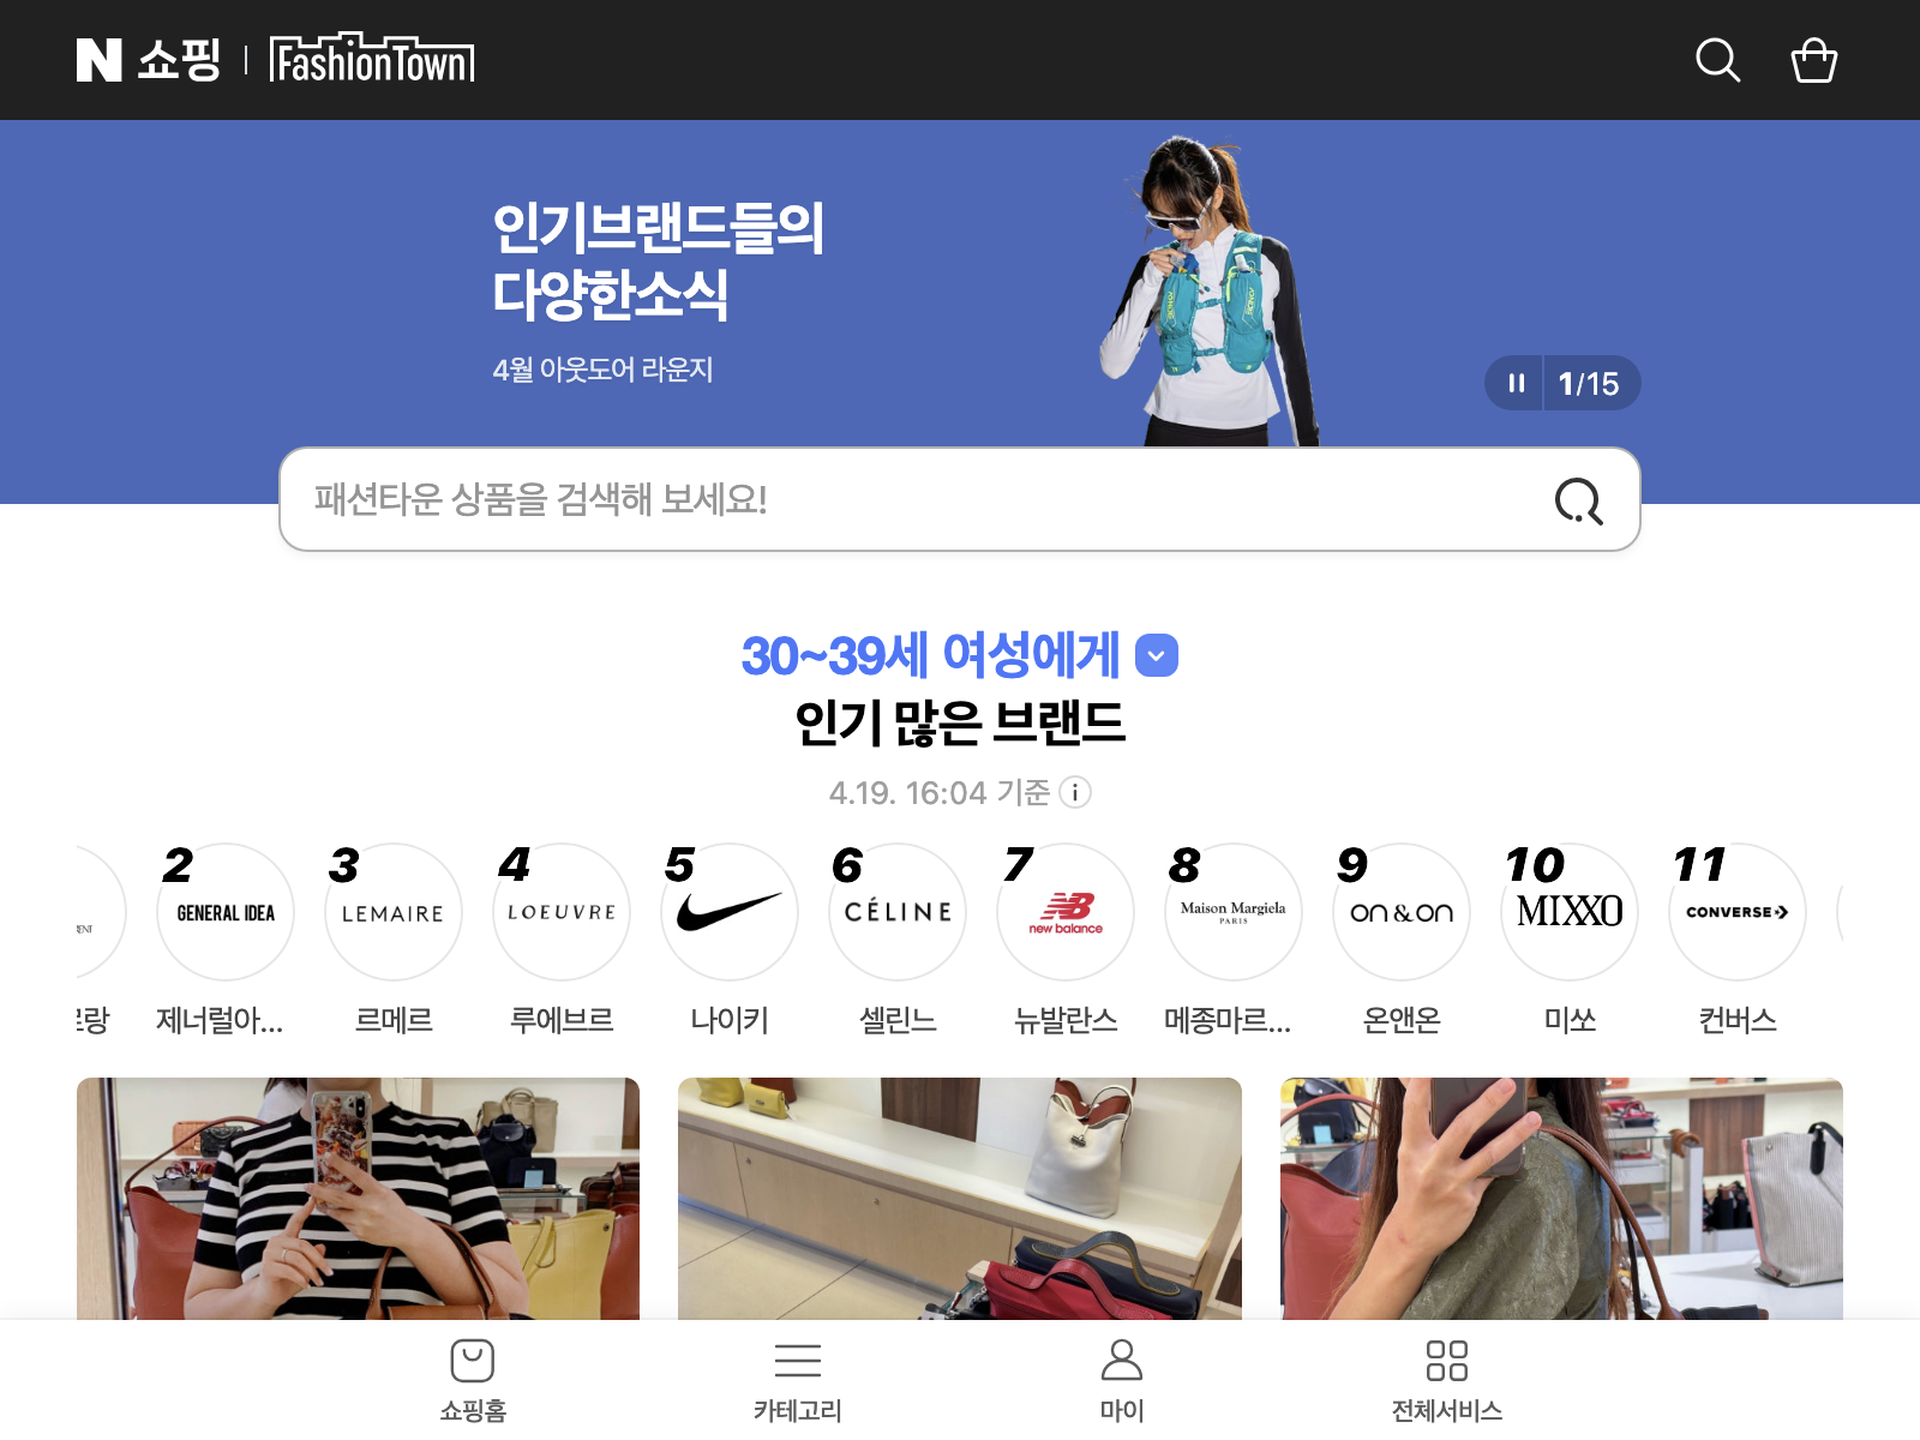 N 쇼핑 | FashionTown
인기브랜드들의
다양한소식
4월 아웃도어 라운지
1/15
패션타운 상품을 검색해 보세요!
30~39세 여성에게
인기 많은 브랜드
4.19. 16:04 기준
2 3 4 5 6 7 8 9 10 11
GENERAL IDEA LEMAIRE LOEUVRE CÉLINE new balance Maison Margiela PARIS on&on MIXXO CONVERSE
랑 제너럴아... 르메르 루에브르 나이키 셀린느 뉴발란스 메종마르... 온앤온 미쏘 컨버스
쇼핑홈 카테고리 마이 전체서비스